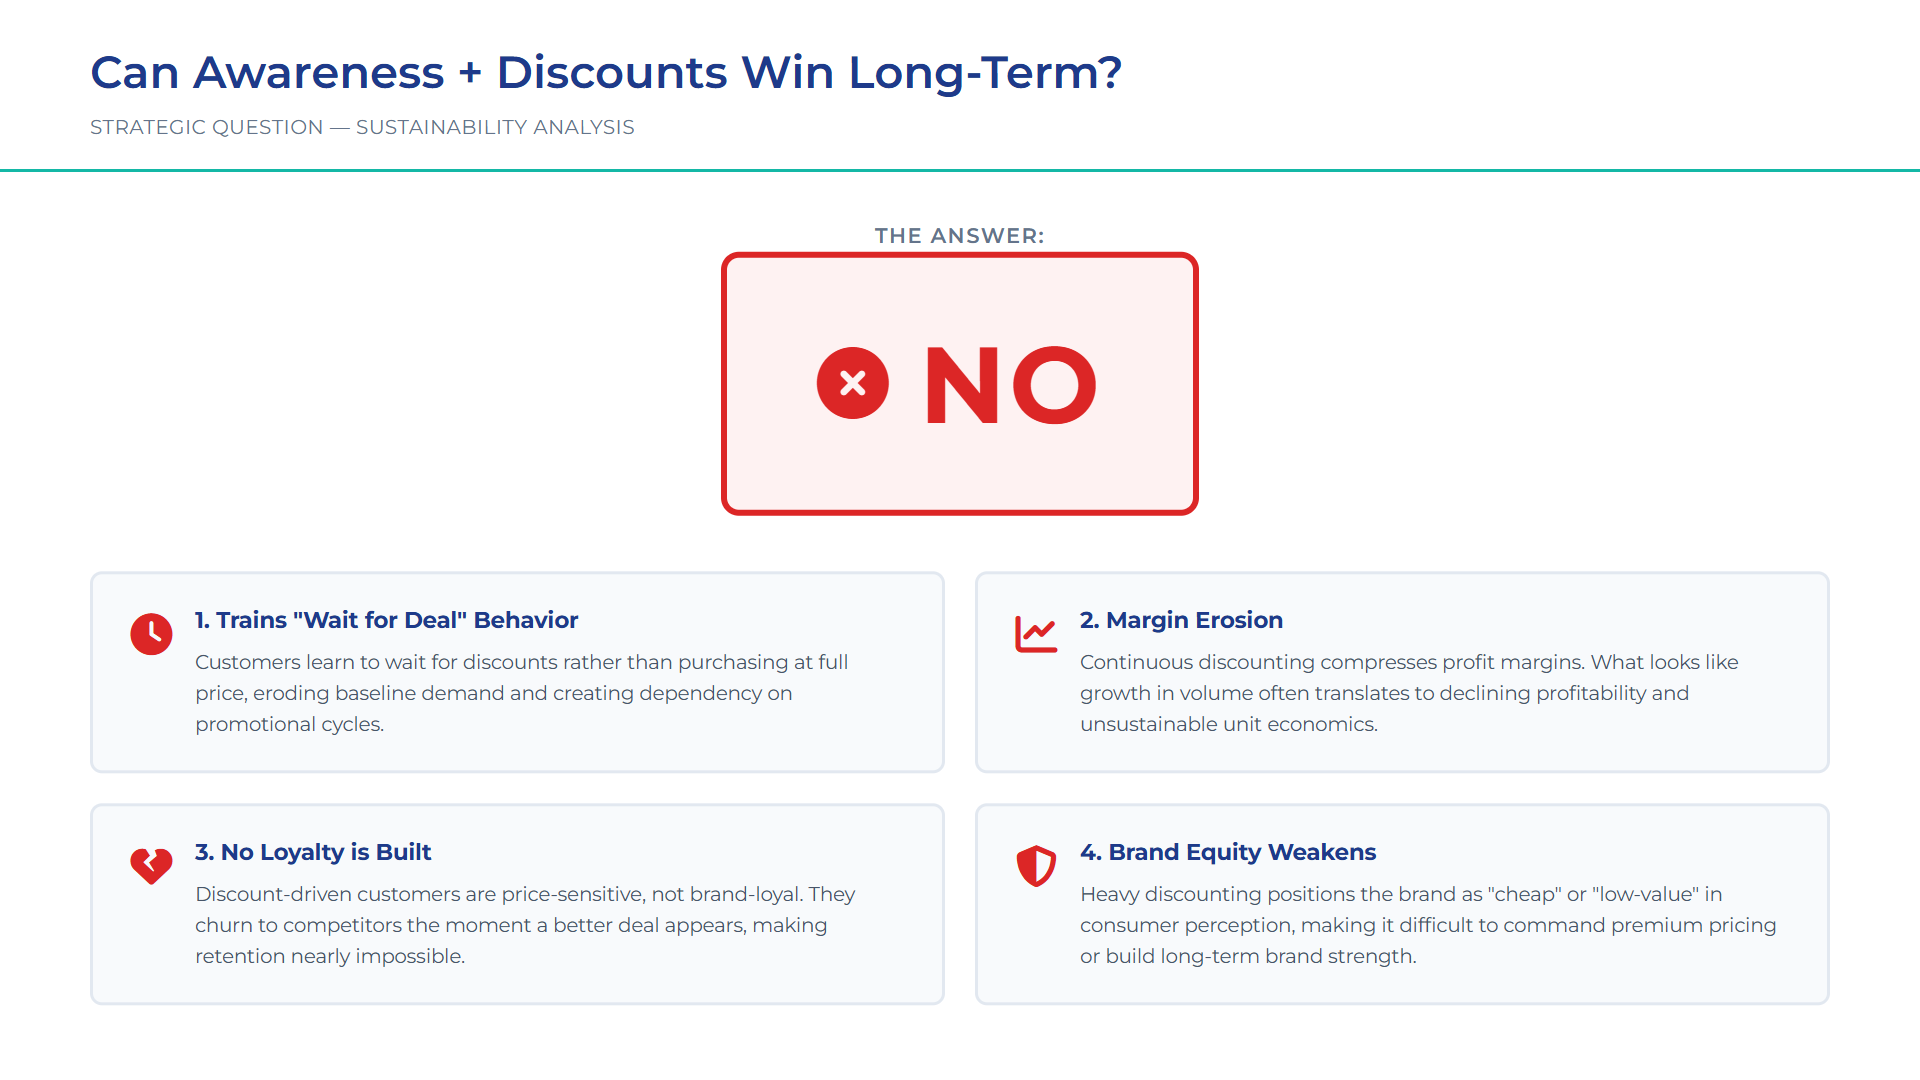 Can Awareness + Discounts Win Long-Term?
STRATEGIC QUESTION — SUSTAINABILITY ANALYSIS
THE ANSWER:
NO
1. Trains "Wait for Deal" Behavior
Customers learn to wait for discounts rather than purchasing at full
price, eroding baseline demand and creating dependency on
promotional cycles.
2. Margin Erosion
Continuous discounting compresses profit margins. What looks like
growth in volume often translates to declining profitability and
unsustainable unit economics.
3. No Loyalty is Built
Discount-driven customers are price-sensitive, not brand-loyal. They
churn to competitors the moment a better deal appears, making
retention nearly impossible.
4. Brand Equity Weakens
Heavy discounting positions the brand as "cheap" or "low-value" in
consumer perception, making it difficult to command premium pricing
or build long-term brand strength.